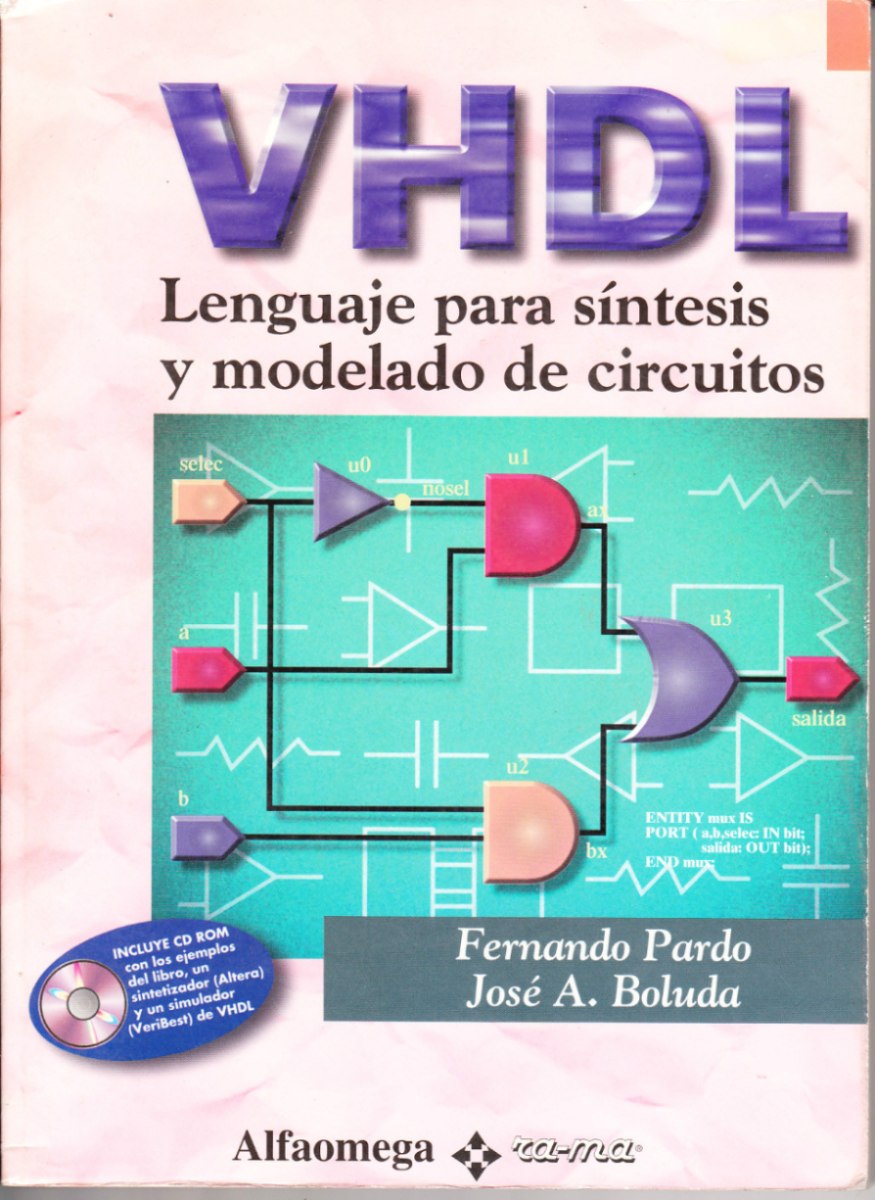 VHDL
Lenguaje para síntesis
y modelado de circuitos
selec
u0
nosel
u1
ax
a
u3
salida
b
u2
bx
ENTITY mux IS
PORT ( a,b,selec: IN bit;
salida: OUT bit);
END mux;
Fernando Pardo
José A. Boluda
INCLUYE CD ROM
con los ejemplos
del libro, un
sintetizador (Altera)
y un simulador
(VeriBest) de VHDL
Alfaomega ra-ma®